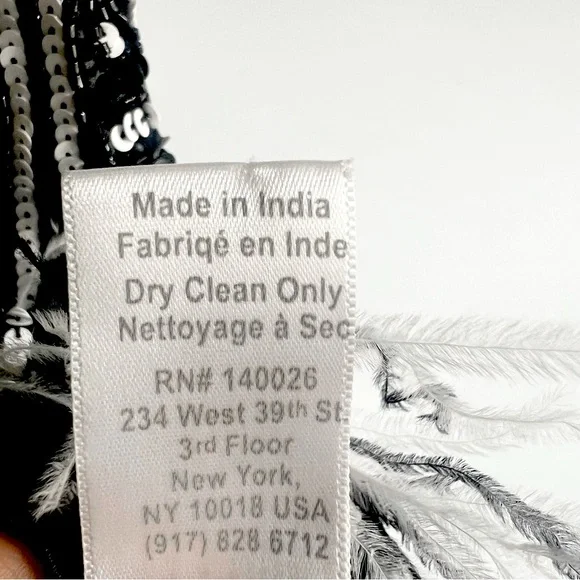 Made in India
Fabriqé en Inde
Dry Clean Only
Nettoyage à Sec
RN# 140026
234 West 39th St.
3rd Floor
New York,
NY 10018 USA
(917) 828 6712